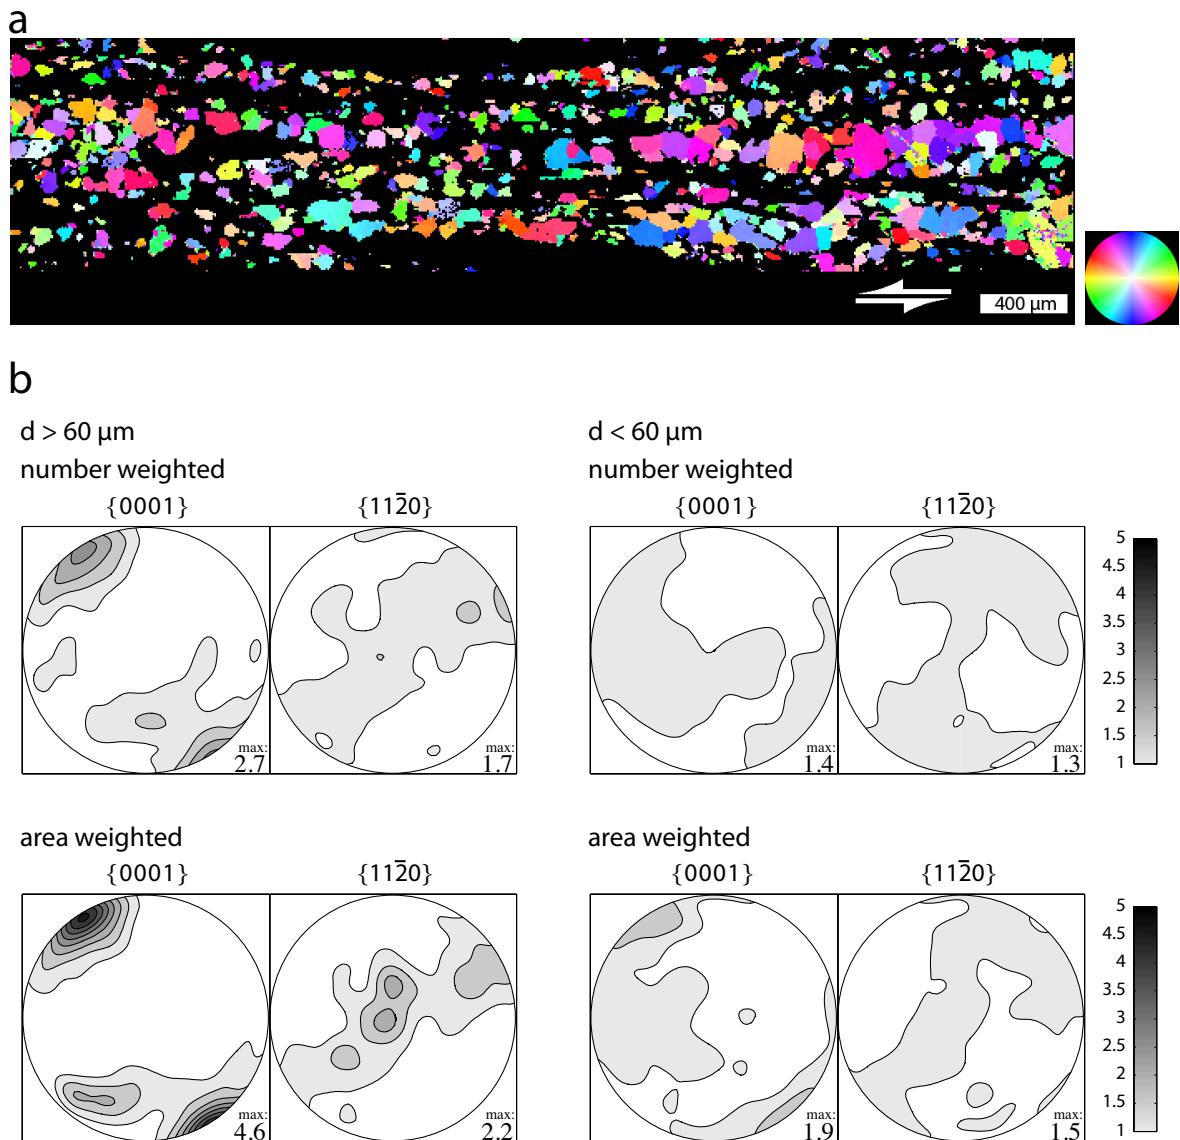 a
400 µm
b
d > 60 µm
number weighted
{0001} {112̅0}
max: 2.7
max: 1.7
d < 60 µm
number weighted
{0001} {112̅0}
max: 1.4
max: 1.3
5
4.5
4
3.5
3
2.5
2
1.5
1
area weighted
{0001} {112̅0}
max: 4.6
max: 2.2
area weighted
{0001} {112̅0}
max: 1.9
max: 1.5
5
4.5
4
3.5
3
2.5
2
1.5
1